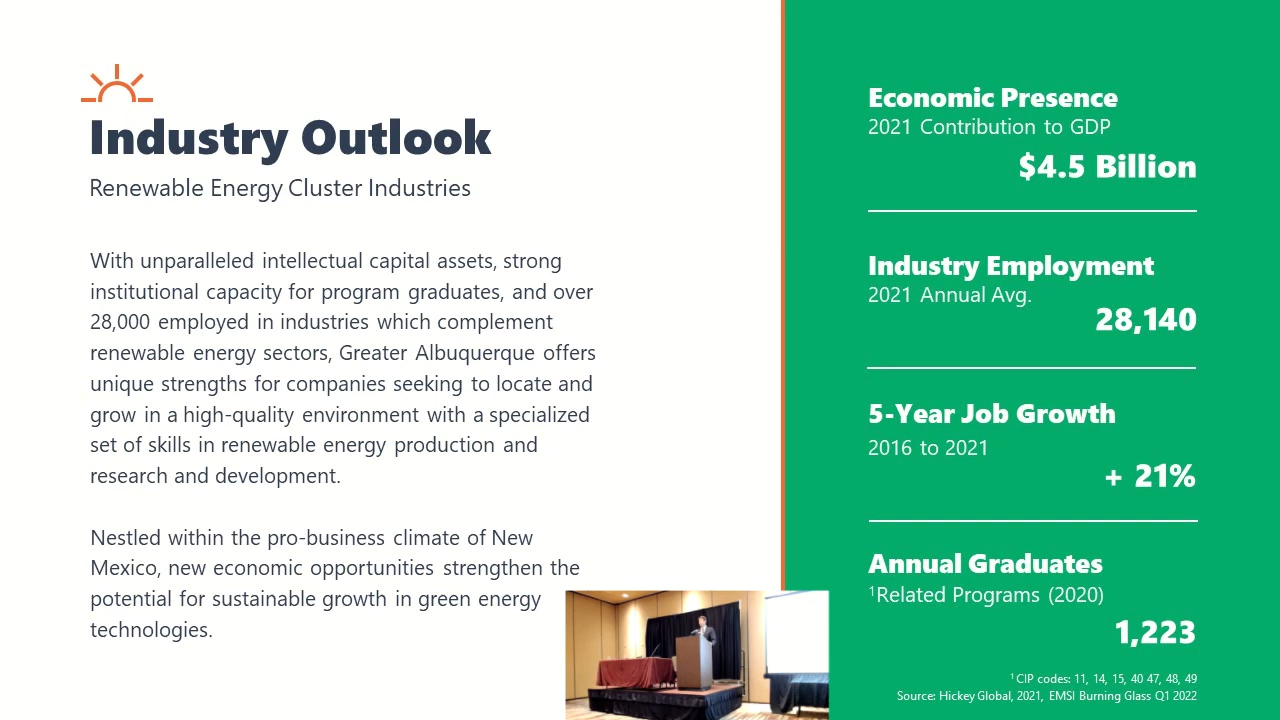 Industry Outlook
Renewable Energy Cluster Industries
With unparalleled intellectual capital assets, strong
institutional capacity for program graduates, and over
28,000 employed in industries which complement
renewable energy sectors, Greater Albuquerque offers
unique strengths for companies seeking to locate and
grow in a high-quality environment with a specialized
set of skills in renewable energy production and
research and development.
Nestled within the pro-business climate of New
Mexico, new economic opportunities strengthen the
potential for sustainable growth in green energy
technologies.
Economic Presence
2021 Contribution to GDP
$4.5 Billion
Industry Employment
2021 Annual Avg.
28,140
5-Year Job Growth
2016 to 2021
+ 21%
Annual Graduates
¹Related Programs (2020)
1,223
¹ CIP codes: 11, 14, 15, 40 47, 48, 49
Source: Hickey Global, 2021, EMSI Burning Glass Q1 2022